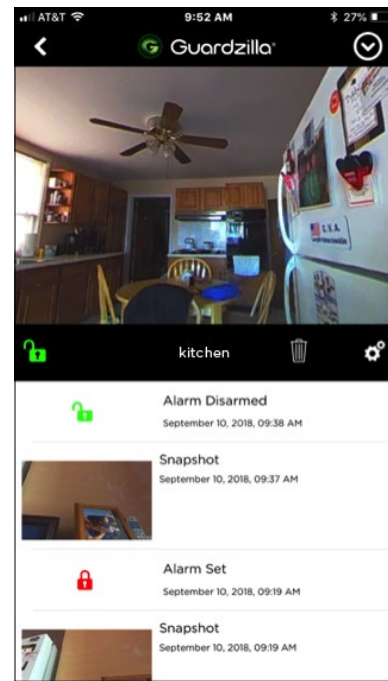 AT&T 9:52 AM 27%
Guardzilla
kitchen
Alarm Disarmed
September 10, 2018, 09:38 AM
Snapshot
September 10, 2018, 09:37 AM
Alarm Set
September 10, 2018, 09:19 AM
Snapshot
September 10, 2018, 09:19 AM